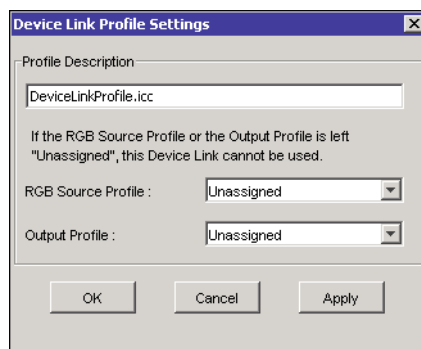 Device Link Profile Settings
Profile Description
DeviceLinkProfile.icc
If the RGB Source Profile or the Output Profile is left
"Unassigned", this Device Link cannot be used.
RGB Source Profile : Unassigned
Output Profile : Unassigned
OK Cancel Apply